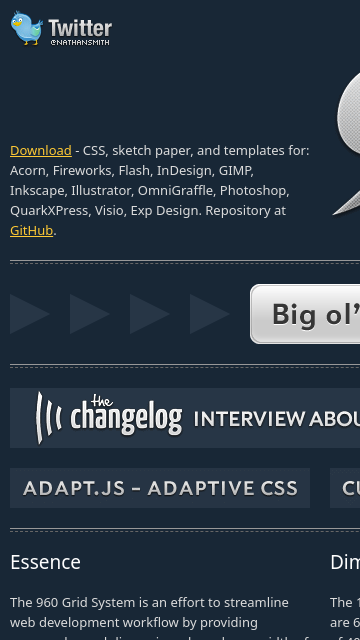 Twitter
@NATHANSMITH
Download - CSS, sketch paper, and templates for:
Acorn, Fireworks, Flash, InDesign, GIMP,
Inkscape, Illustrator, OmniGraffle, Photoshop,
QuarkXPress, Visio, Exp Design. Repository at
GitHub.
Big ol'
the changelog INTERVIEW ABOU
ADAPT.JS – ADAPTIVE CSS
Essence
Dim
The 960 Grid System is an effort to streamline
The 1
web development workflow by providing
are 6